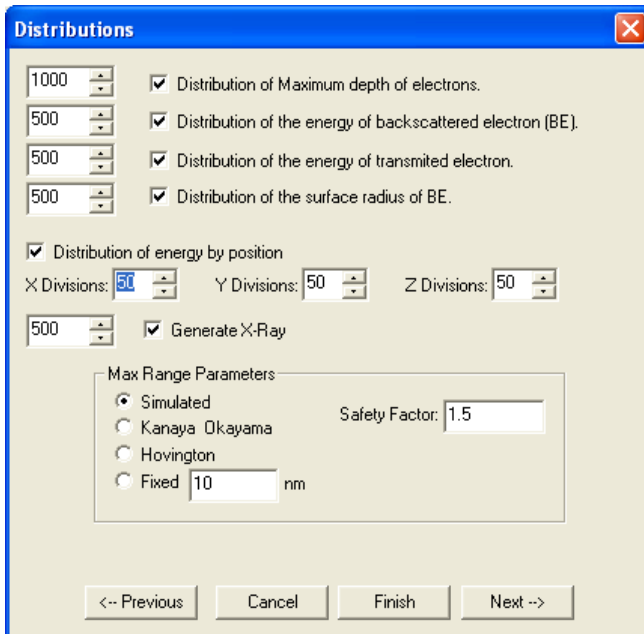 Distributions
1000 Distribution of Maximum depth of electrons.
500 Distribution of the energy of backscattered electron (BE).
500 Distribution of the energy of transmited electron.
500 Distribution of the surface radius of BE.
Distribution of energy by position
X Divisions: 50 Y Divisions: 50 Z Divisions: 50
500 Generate X-Ray
Max Range Parameters
Simulated Safety Factor: 1.5
Kanaya Okayama
Hovington
Fixed 10 nm
<-- Previous Cancel Finish Next -->